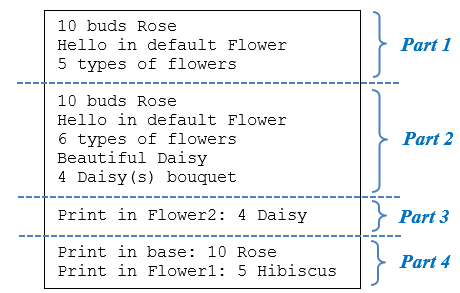 10 buds Rose
Hello in default Flower
5 types of flowers
Part 1
10 buds Rose
Hello in default Flower
6 types of flowers
Beautiful Daisy
4 Daisy(s) bouquet
Part 2
Print in Flower2: 4 Daisy
Part 3
Print in base: 10 Rose
Print in Flower1: 5 Hibiscus
Part 4